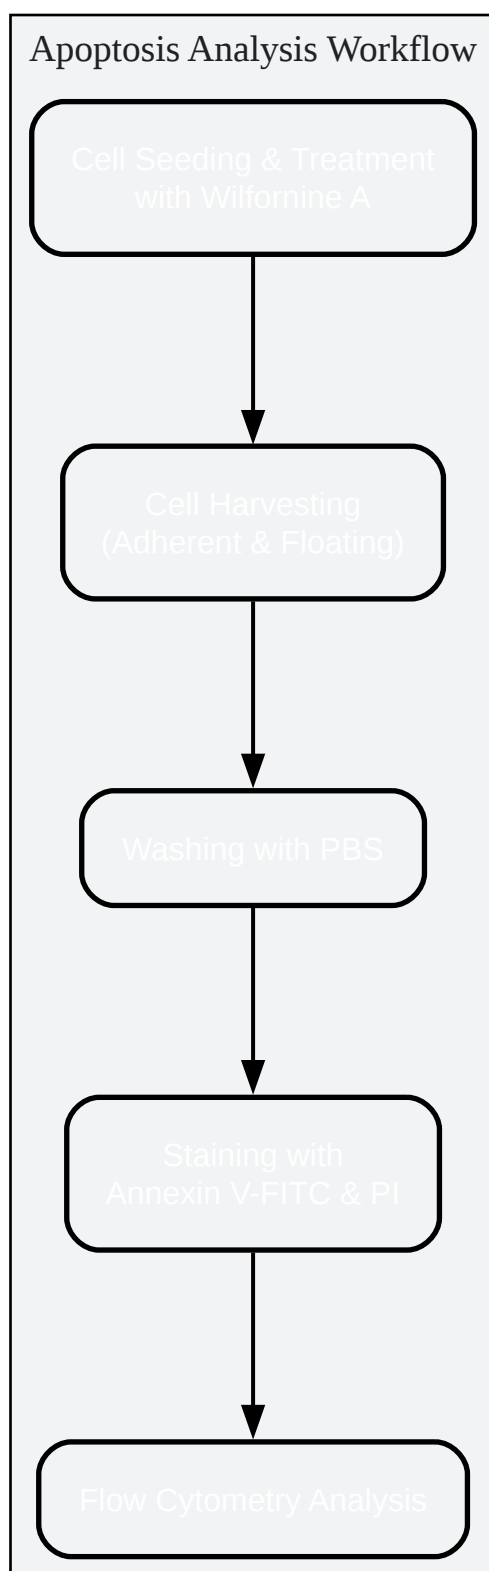 Apoptosis Analysis Workflow
Cell Seeding & Treatment
with Wilfornine A
Cell Harvesting
(Adherent & Floating)
Washing with PBS
Staining with
Annexin V-FITC & PI
Flow Cytometry Analysis